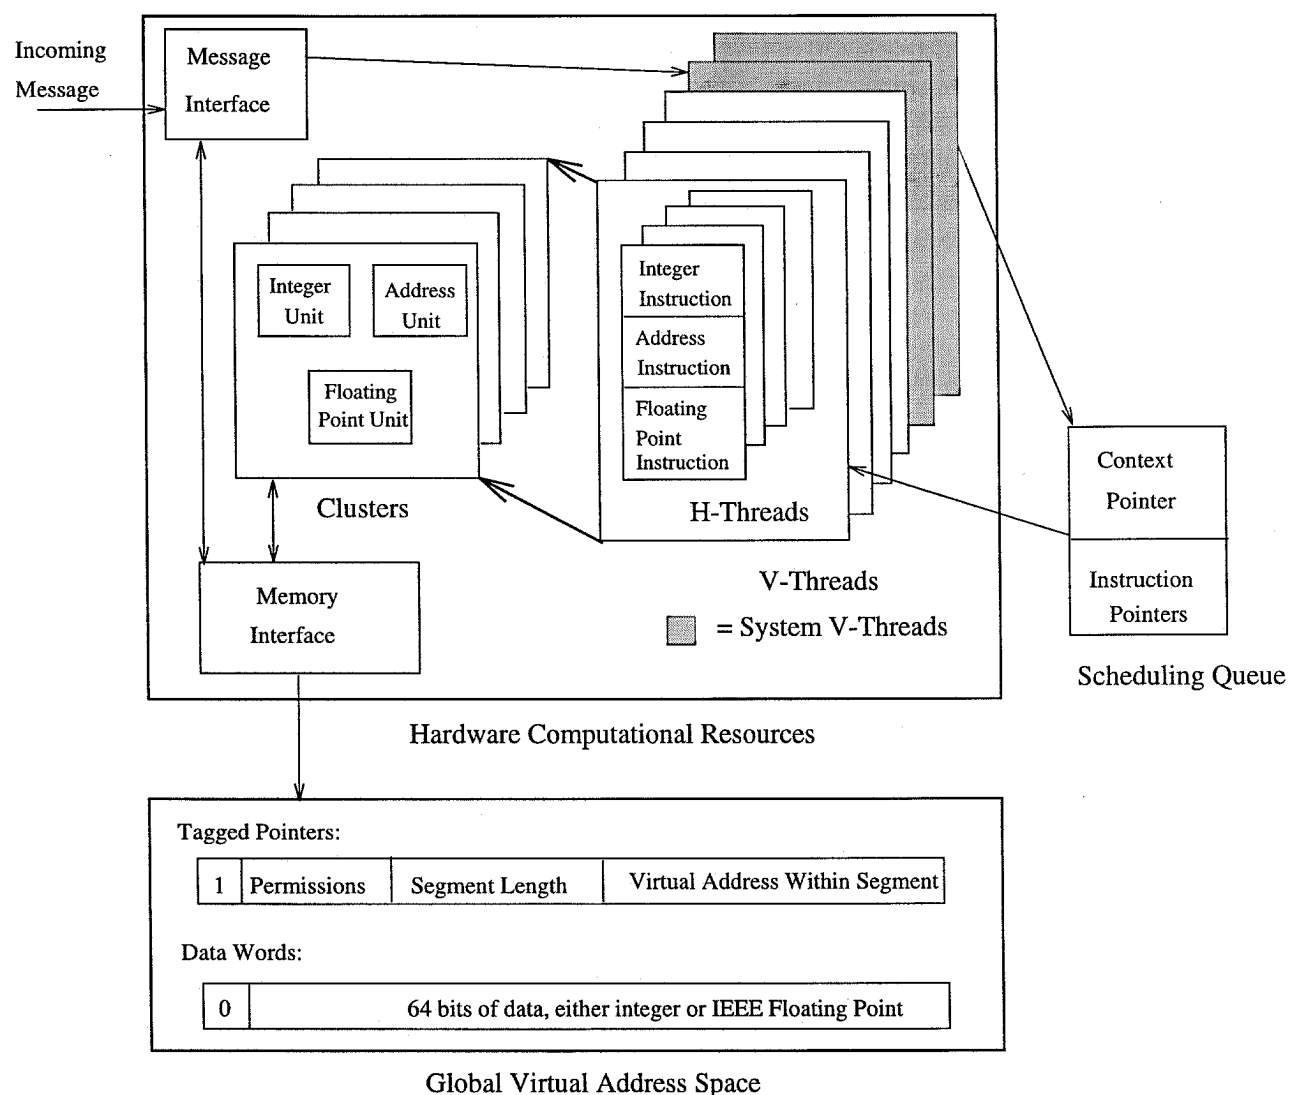 Incoming
Message
Message
Interface
Integer
Unit
Address
Unit
Floating
Point Unit
Clusters
Integer
Instruction
Address
Instruction
Floating
Point
Instruction
H-Threads
V-Threads
= System V-Threads
Context
Pointer
Instruction
Pointers
Scheduling Queue
Memory
Interface
Hardware Computational Resources
Tagged Pointers:
1 Permissions Segment Length Virtual Address Within Segment
Data Words:
0 64 bits of data, either integer or IEEE Floating Point
Global Virtual Address Space